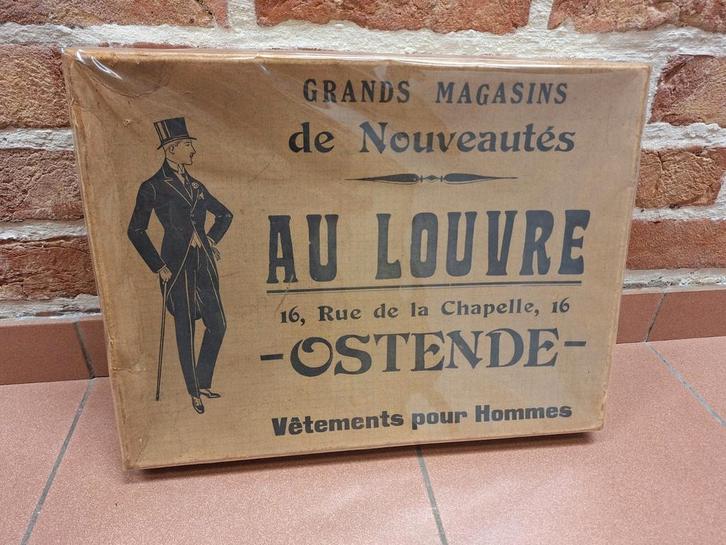 GRANDS MAGASINS
de Nouveautés
AU LOUVRE
16, Rue de la Chapelle, 16
-OSTENDE-
Vêtements pour Hommes